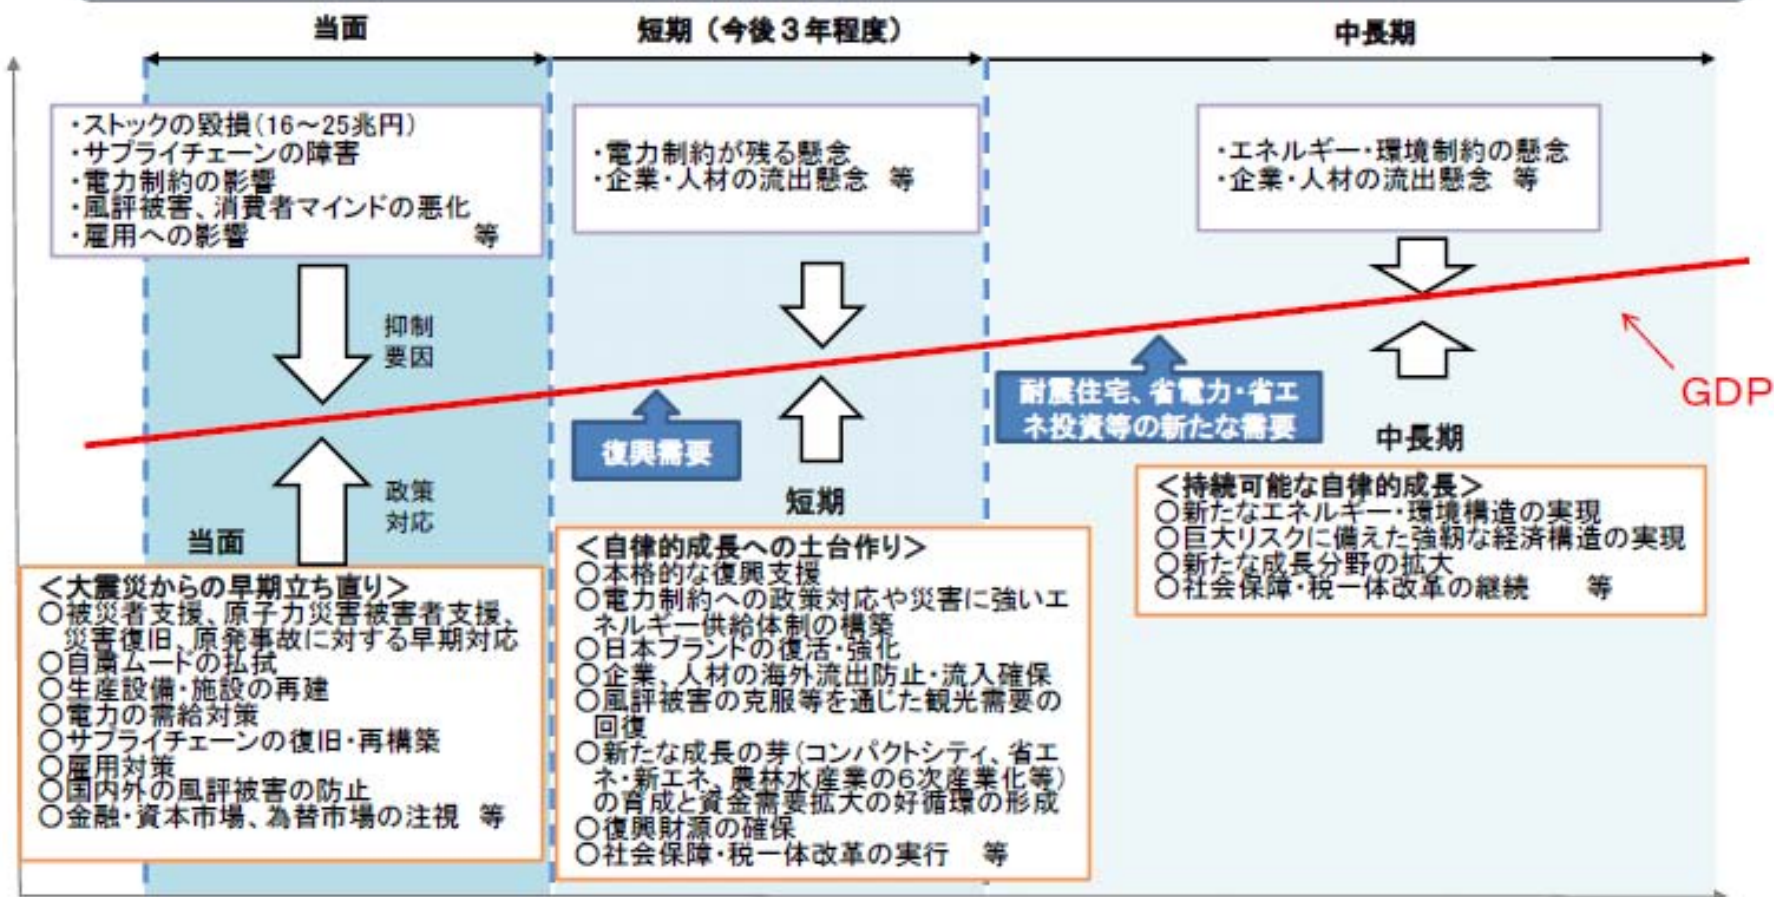 当面
短期（今後３年程度）
中長期
・ストックの毀損（16～25兆円）
・サプライチェーンの障害
・電力制約の影響
・風評被害、消費者マインドの悪化
・雇用への影響　等
・電力制約が残る懸念
・企業・人材の流出懸念　等
・エネルギー・環境制約の懸念
・企業・人材の流出懸念　等
抑制
要因
GDP
復興需要
耐震住宅、省電力・省エ
ネ投資等の新たな需要
政策
対応
当面
＜大震災からの早期立ち直り＞
○被災者支援、原子力災害被害者支援、
災害復旧、原発事故に対する早期対応
○自粛ムードの払拭
○生産設備・施設の再建
○電力の需給対策
○サプライチェーンの復旧・再構築
○雇用対策
○国内外の風評被害の防止
○金融・資本市場、為替市場の注視　等
短期
＜自律的成長への土台作り＞
○本格的な復興支援
○電力制約への政策対応や災害に強いエ
ネルギー供給体制の構築
○日本ブランドの復活・強化
○企業、人材の海外流出防止・流入確保
○風評被害の克服等を通じた観光需要の
回復
○新たな成長の芽（コンパクトシティ、省エ
ネ・新エネ、農林水産業の６次産業化等）
の育成と資金需要拡大の好循環の形成
○復興財源の確保
○社会保障・税一体改革の実行　等
中長期
＜持続可能な自律的成長＞
○新たなエネルギー・環境構造の実現
○巨大リスクに備えた強靭な経済構造の実現
○新たな成長分野の拡大
○社会保障・税一体改革の継続　等